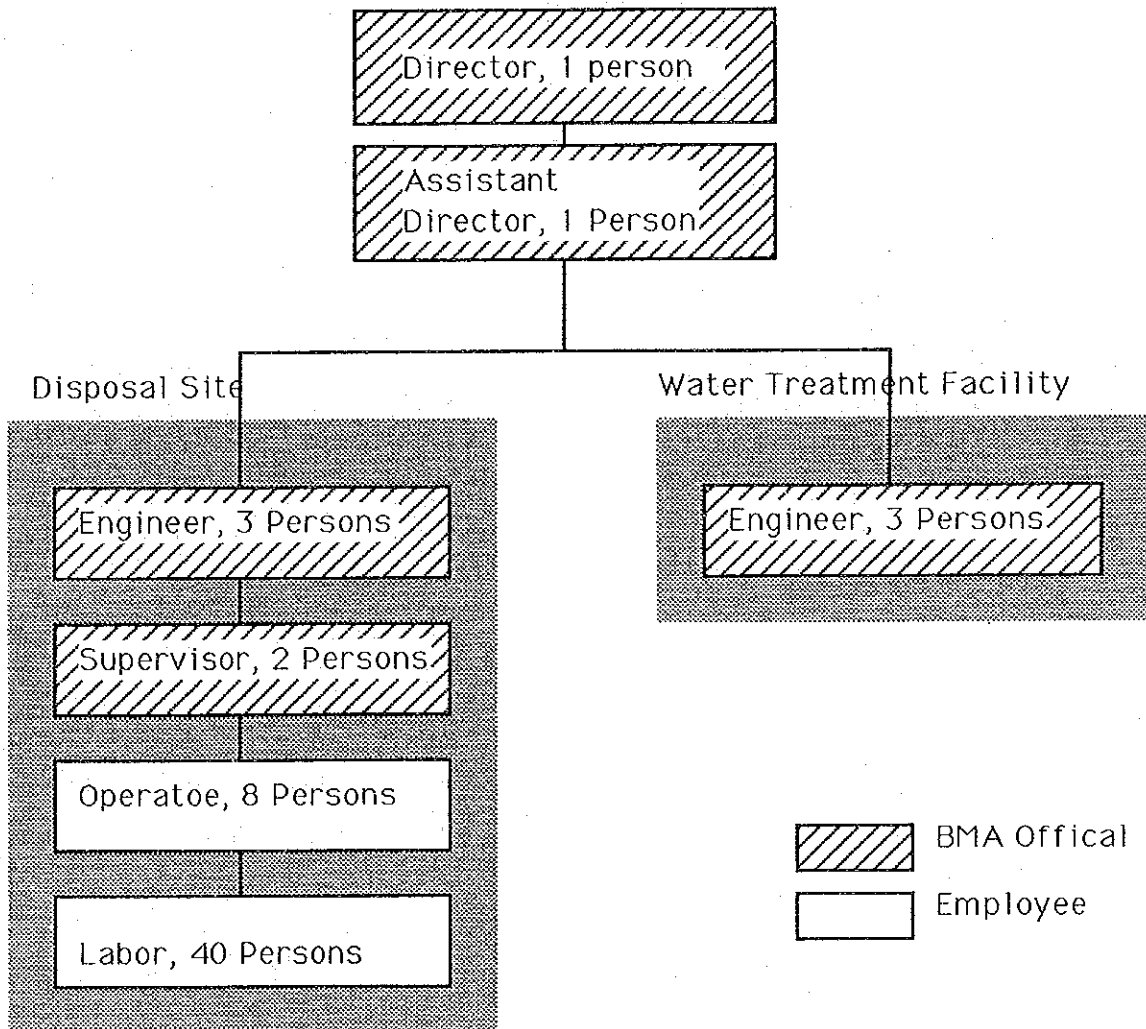 Director, 1 person
Assistant
Director, 1 Person
Disposal Site
Water Treatment Facility
Engineer, 3 Persons
Engineer, 3 Persons
Supervisor, 2 Persons
Operatoe, 8 Persons
Labor, 40 Persons
BMA Offical
Employee